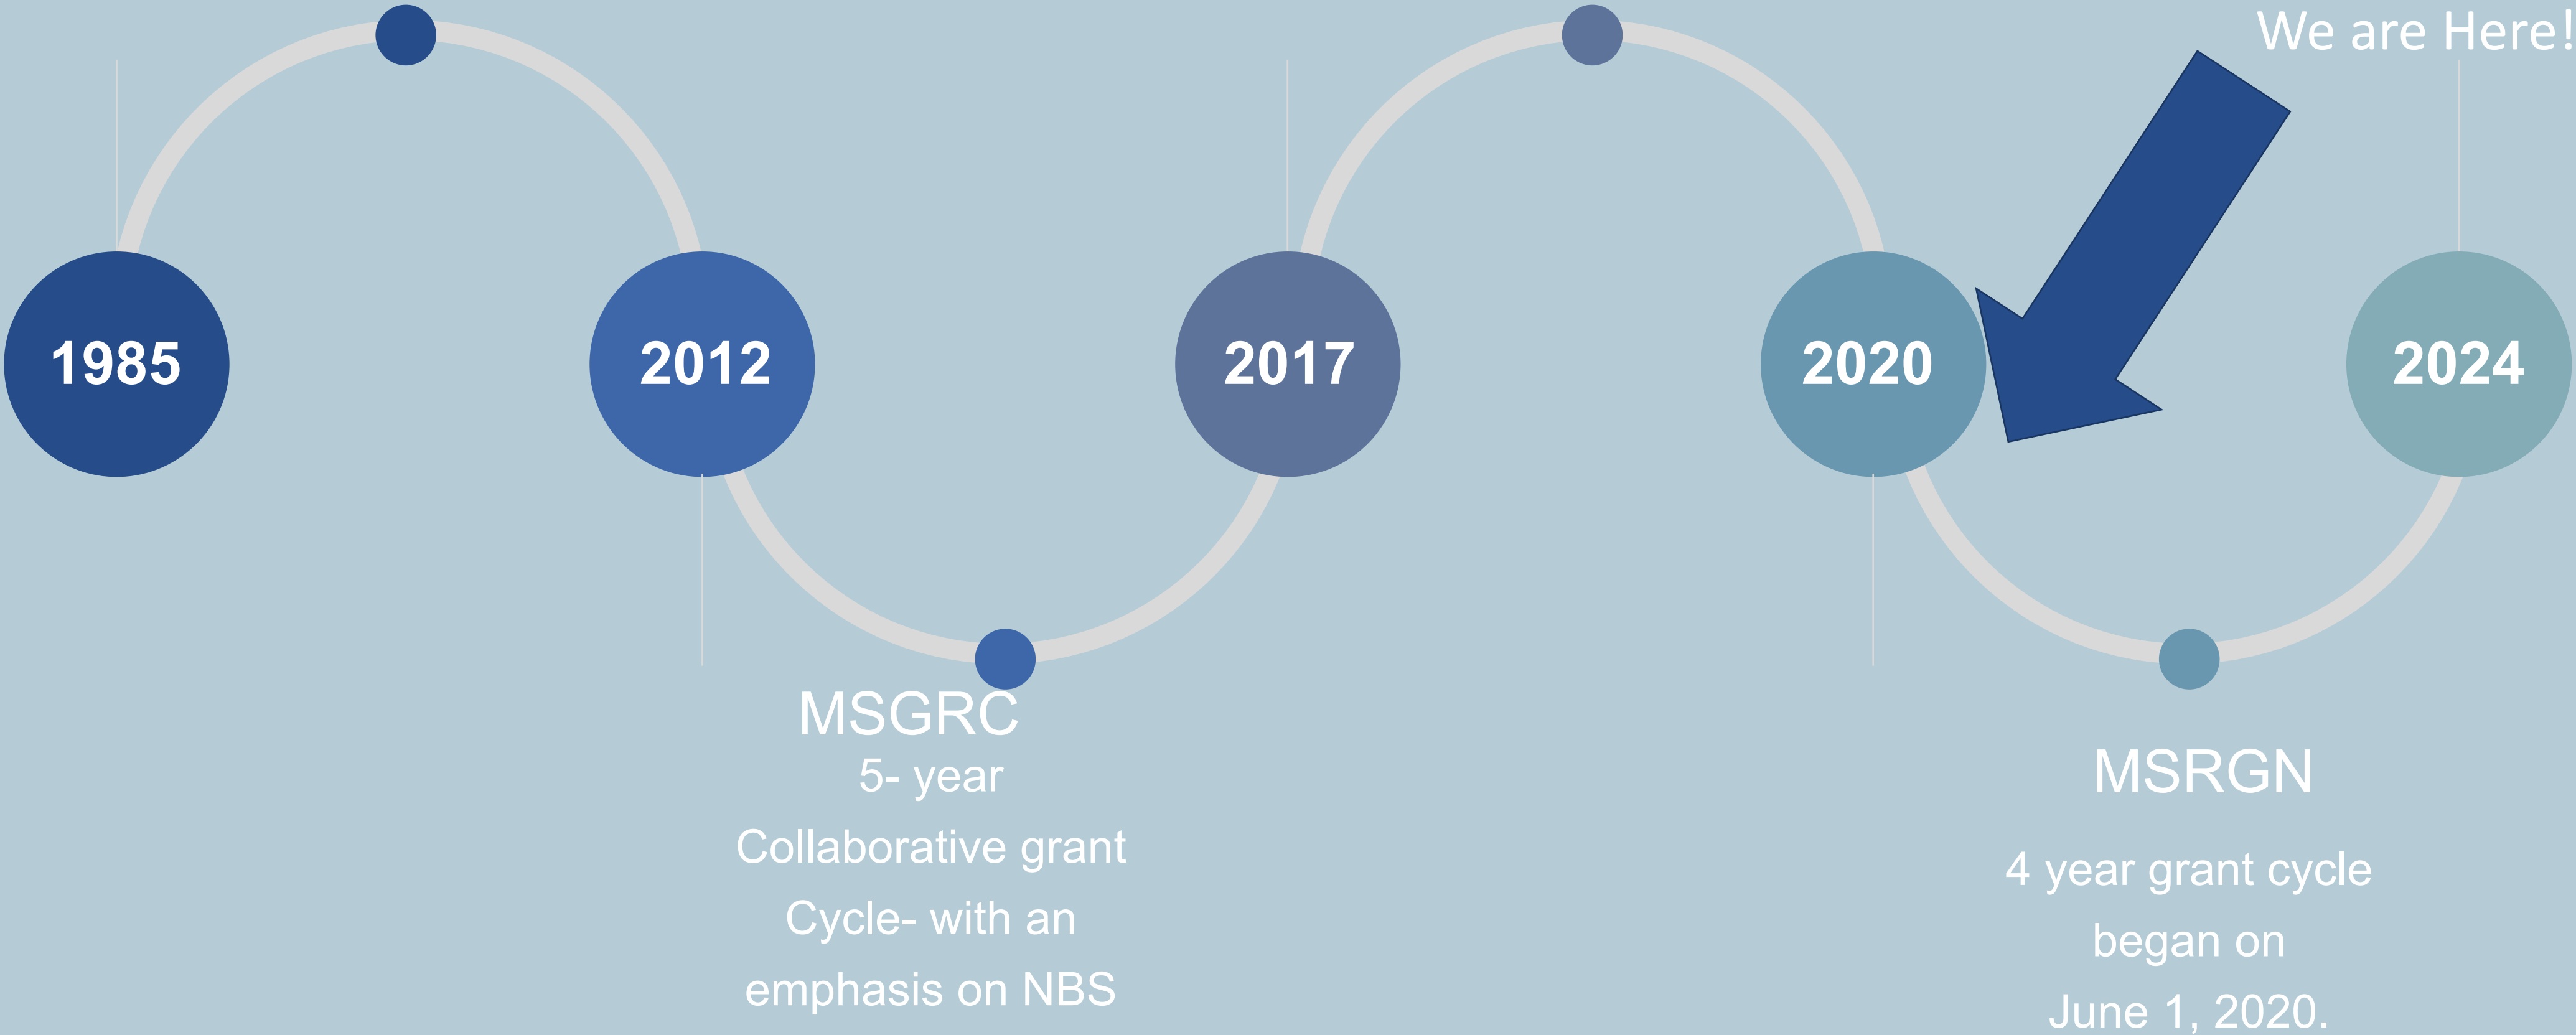 We are Here!
1985
2012
2017
2020
2024
MSGRC
5- year
Collaborative grant
Cycle- with an
emphasis on NBS
MSRGN
4 year grant cycle
began on
June 1, 2020.